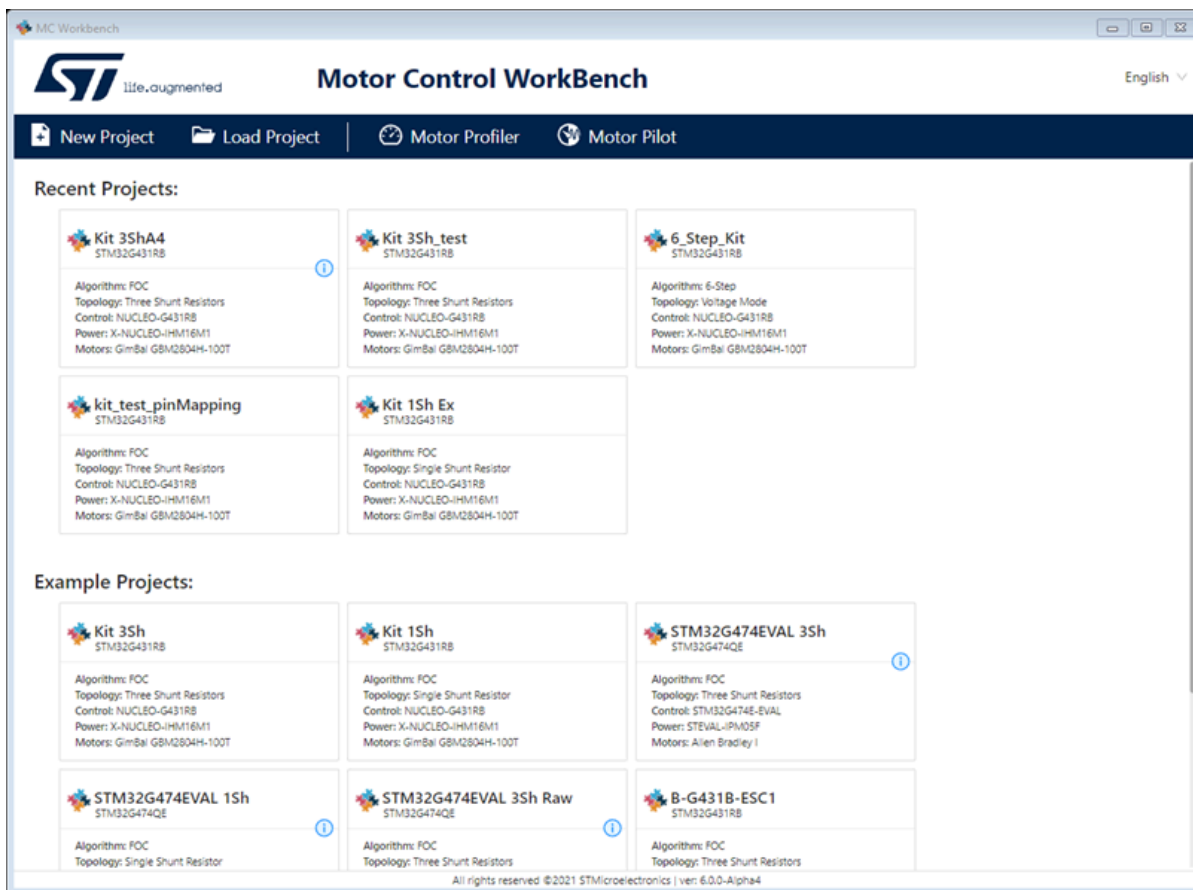 MC Workbench
ST life.augmented
Motor Control WorkBench
English
New Project
Load Project
Motor Profiler
Motor Pilot
Recent Projects:
Kit 3ShA4
STM32G431RB
Algorithm: FOC
Topology: Three Shunt Resistors
Control: NUCLEO-G431RB
Power: X-NUCLEO-IHM16M1
Motors: GimBal GBM2804H-100T
Kit 3Sh_test
STM32G431RB
Algorithm: FOC
Topology: Three Shunt Resistors
Control: NUCLEO-G431RB
Power: X-NUCLEO-IHM16M1
Motors: GimBal GBM2804H-100T
6_Step_Kit
STM32G431RB
Algorithm: 6-Step
Topology: Voltage Mode
Control: NUCLEO-G431RB
Power: X-NUCLEO-IHM16M1
Motors: GimBal GBM2804H-100T
kit_test_pinMapping
STM32G431RB
Algorithm: FOC
Topology: Three Shunt Resistors
Control: NUCLEO-G431RB
Power: X-NUCLEO-IHM16M1
Motors: GimBal GBM2804H-100T
Kit 1Sh Ex
STM32G431RB
Algorithm: FOC
Topology: Single Shunt Resistor
Control: NUCLEO-G431RB
Power: X-NUCLEO-IHM16M1
Motors: GimBal GBM2804H-100T
Example Projects:
Kit 3Sh
STM32G431RB
Algorithm: FOC
Topology: Three Shunt Resistors
Control: NUCLEO-G431RB
Power: X-NUCLEO-IHM16M1
Motors: GimBal GBM2804H-100T
Kit 1Sh
STM32G431RB
Algorithm: FOC
Topology: Single Shunt Resistor
Control: NUCLEO-G431RB
Power: X-NUCLEO-IHM16M1
Motors: GimBal GBM2804H-100T
STM32G474EVAL 3Sh
STM32G474QE
Algorithm: FOC
Topology: Three Shunt Resistors
Control: STM32G474E-EVAL
Power: STEVAL-IPM05F
Motors: Allen Bradley I
STM32G474EVAL 1Sh
STM32G474QE
Algorithm: FOC
Topology: Single Shunt Resistor
STM32G474EVAL 3Sh Raw
STM32G474QE
Algorithm: FOC
Topology: Three Shunt Resistors
B-G431B-ESC1
STM32G431RB
Algorithm: FOC
Topology: Three Shunt Resistors
All rights reserved ©2021 STMicroelectronics | ver: 6.0.0-Alpha4